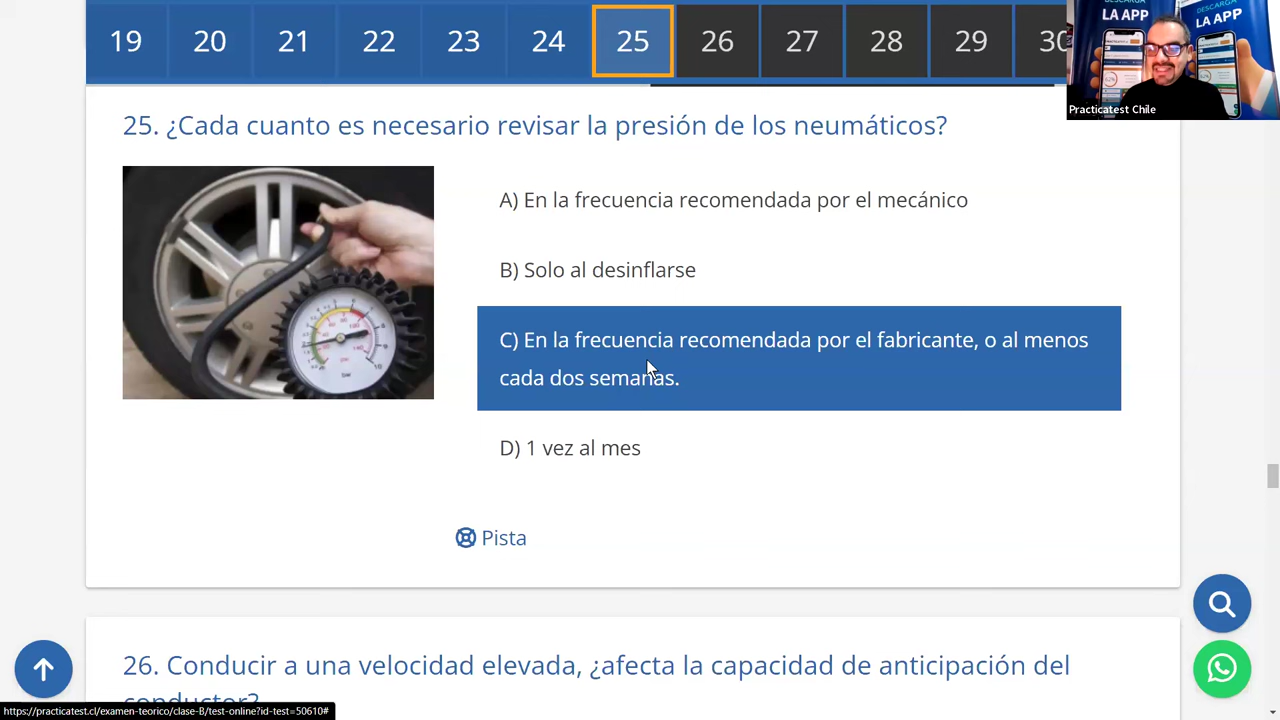 19 20 21 22 23 24 25 26 27 28 29 30
DESCARGA
LA APP
DESCARGA
LA APP
Practicatest Chile
25. ¿Cada cuanto es necesario revisar la presión de los neumáticos?
A) En la frecuencia recomendada por el mecánico
B) Solo al desinflarse
C) En la frecuencia recomendada por el fabricante, o al menos
cada dos semanas.
D) 1 vez al mes
Pista
26. Conducir a una velocidad elevada, ¿afecta la capacidad de anticipación del
conductor?
https://practicatest.cl/examen-teorico/clase-B/test-online?id-test=50610#